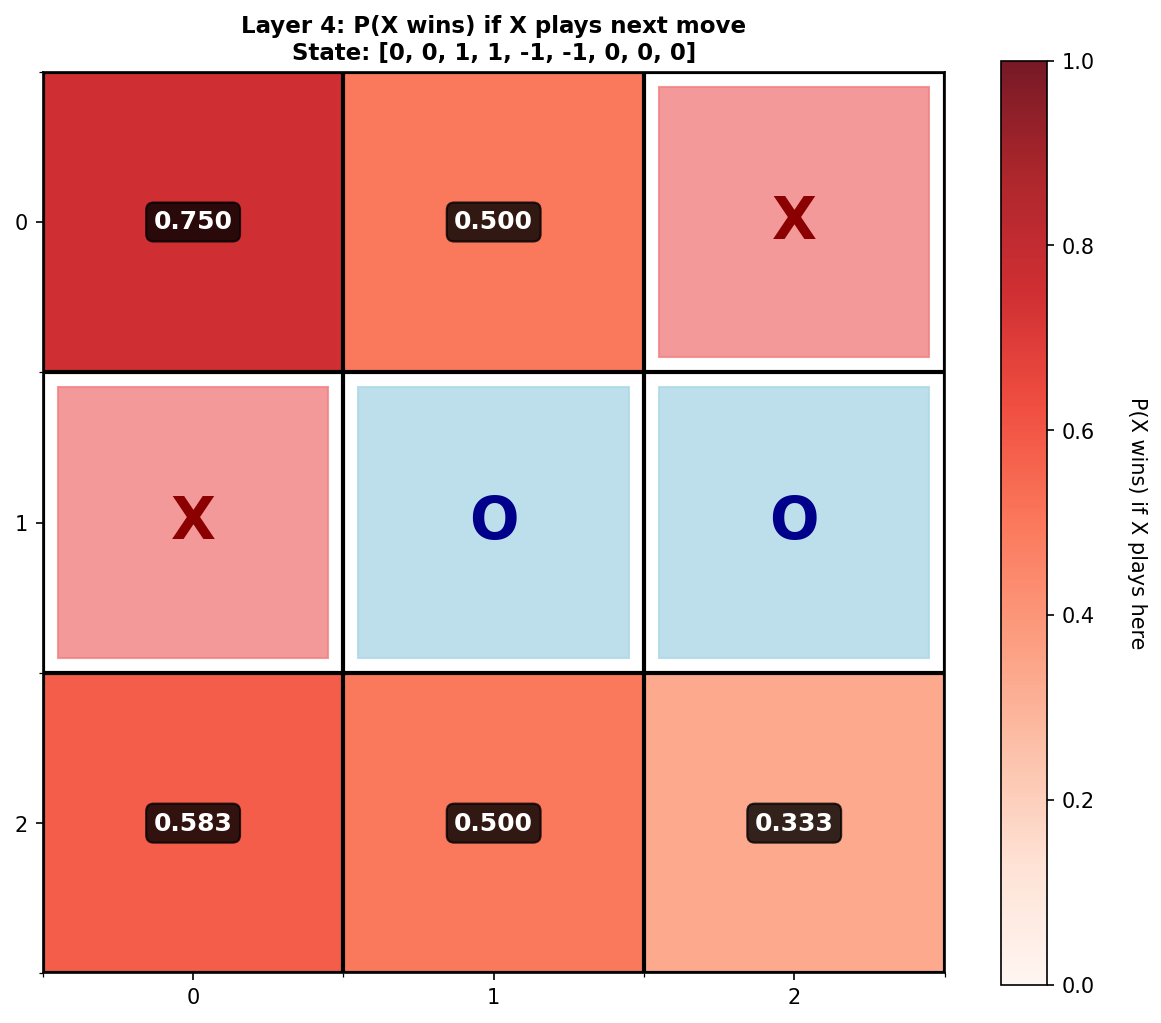 Layer 4: P(X wins) if X plays next move
State: [0, 0, 1, 1, -1, -1, 0, 0, 0]
0
0.750
0.500
X
1
X
O
O
2
0.583
0.500
0.333
0
1
2
1.0
0.8
0.6
0.4
0.2
0.0
P(X wins) if X plays here